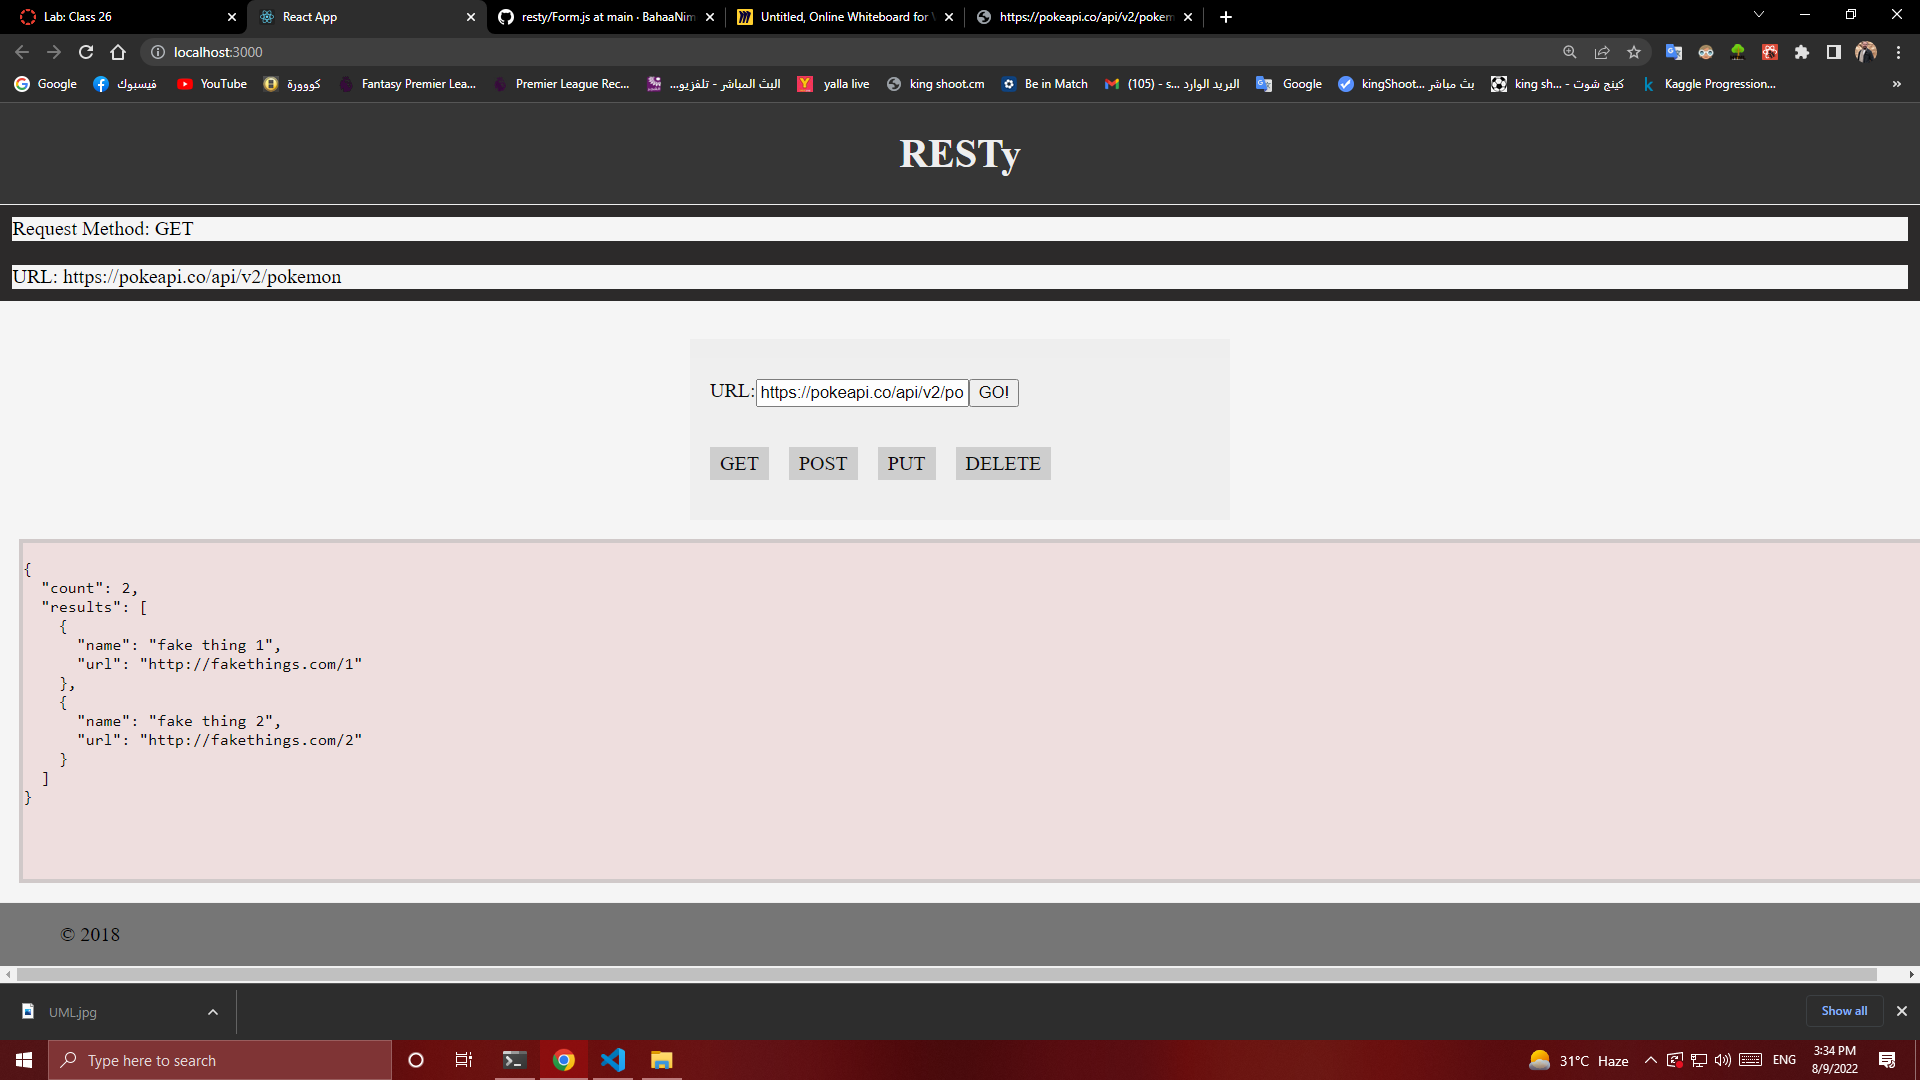 Lab: Class 26
React App
resty/Form.js at main · BahaaNim
Untitled, Online Whiteboard for
https://pokeapi.co/api/v2/pokem
localhost:3000
Google
فيسبوك
YouTube
كووورة
Fantasy Premier Lea...
Premier League Rec...
البث المباشر - تلفزيو...
yalla live
king shoot.cm
Be in Match
(105) - s... البريد الوارد
Google
kingShoot... بث مباشر
king sh... - كينج شوت
Kaggle Progression...
»
RESTy
Request Method: GET
URL: https://pokeapi.co/api/v2/pokemon
URL: https://pokeapi.co/api/v2/po GO!
GET POST PUT DELETE
{
"count": 2,
"results": [
{
"name": "fake thing 1",
"url": "http://fakethings.com/1"
},
{
"name": "fake thing 2",
"url": "http://fakethings.com/2"
}
]
}
© 2018
UML.jpg
Show all
Type here to search
31°C Haze
ENG
3:34 PM
8/9/2022